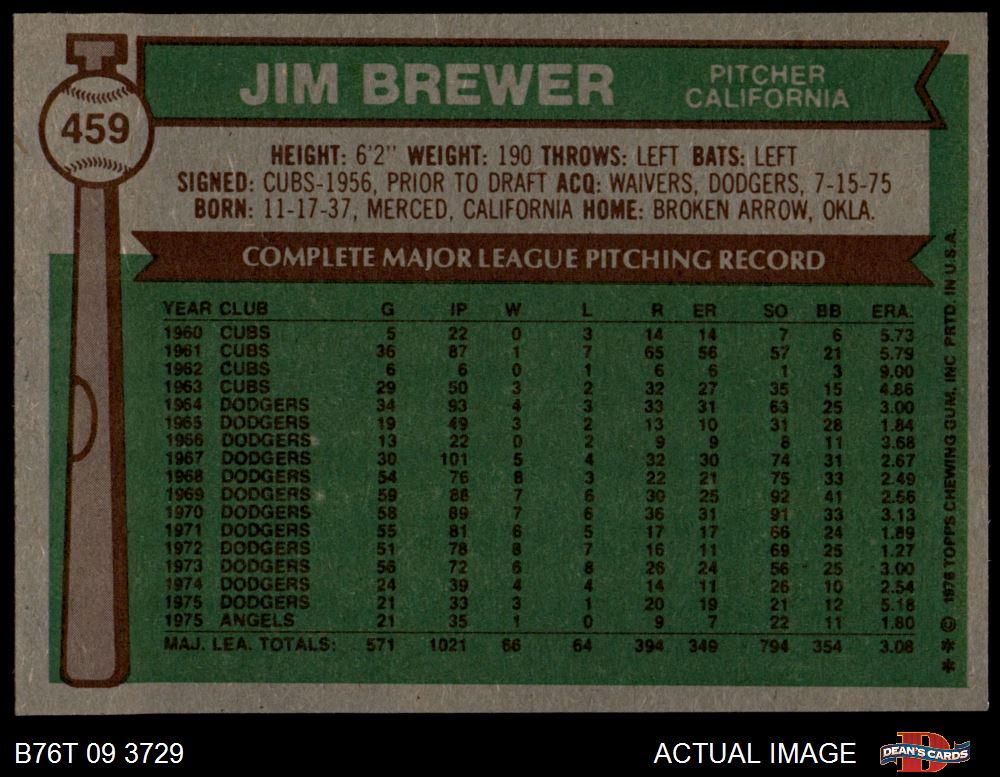 JIM BREWER PITCHER
CALIFORNIA
459
HEIGHT: 6'2" WEIGHT: 190 THROWS: LEFT BATS: LEFT
SIGNED: CUBS-1956, PRIOR TO DRAFT ACQ: WAIVERS, DODGERS, 7-15-75
BORN: 11-17-37, MERCED, CALIFORNIA HOME: BROKEN ARROW, OKLA.
COMPLETE MAJOR LEAGUE PITCHING RECORD
YEAR CLUB G IP W L R ER SO BB ERA.
1960 CUBS 5 22 0 3 14 14 7 6 5.73
1961 CUBS 36 87 1 7 65 56 57 21 5.79
1962 CUBS 6 6 0 1 6 6 1 3 9.00
1963 CUBS 29 50 3 2 32 27 35 15 4.86
1964 DODGERS 34 93 4 3 33 31 63 25 3.00
1965 DODGERS 19 49 3 2 13 10 31 28 1.84
1966 DODGERS 13 22 0 2 9 9 8 11 3.68
1967 DODGERS 30 101 5 4 32 30 74 31 2.67
1968 DODGERS 54 76 8 3 22 21 75 33 2.49
1969 DODGERS 59 88 7 6 30 25 92 41 2.56
1970 DODGERS 58 89 7 6 36 31 91 33 3.13
1971 DODGERS 55 81 6 5 17 17 66 24 1.89
1972 DODGERS 51 78 8 7 16 11 69 25 1.27
1973 DODGERS 56 72 6 8 26 24 56 25 3.00
1974 DODGERS 24 39 4 4 14 11 26 10 2.54
1975 DODGERS 21 33 3 1 20 19 21 12 5.18
1975 ANGELS 21 35 1 0 9 7 22 11 1.80
MAJ. LEA. TOTALS: 571 1021 66 64 394 349 794 354 3.08
* * © 1976 TOPPS CHEWING GUM, INC PRTD. IN U.S.A.
B76T 09 3729
ACTUAL IMAGE
DEAN'S CARDS